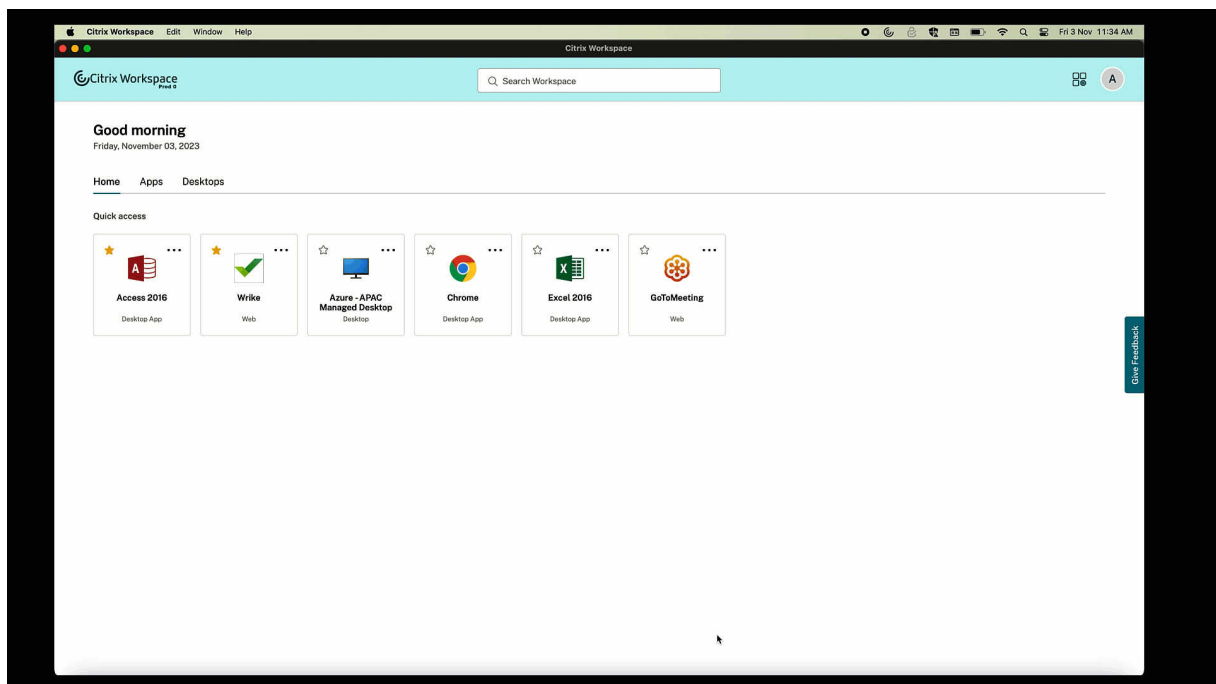 Citrix Workspace Edit Window Help
Fri 3 Nov 11:34 AM
Citrix Workspace
Citrix Workspace
Prod 0
Search Workspace
A
Good morning
Friday, November 03, 2023
Home Apps Desktops
Quick access
Access 2016
Desktop App
Wrike
Web
Azure - APAC
Managed Desktop
Desktop
Chrome
Desktop App
Excel 2016
Desktop App
GoToMeeting
Web
Give Feedback